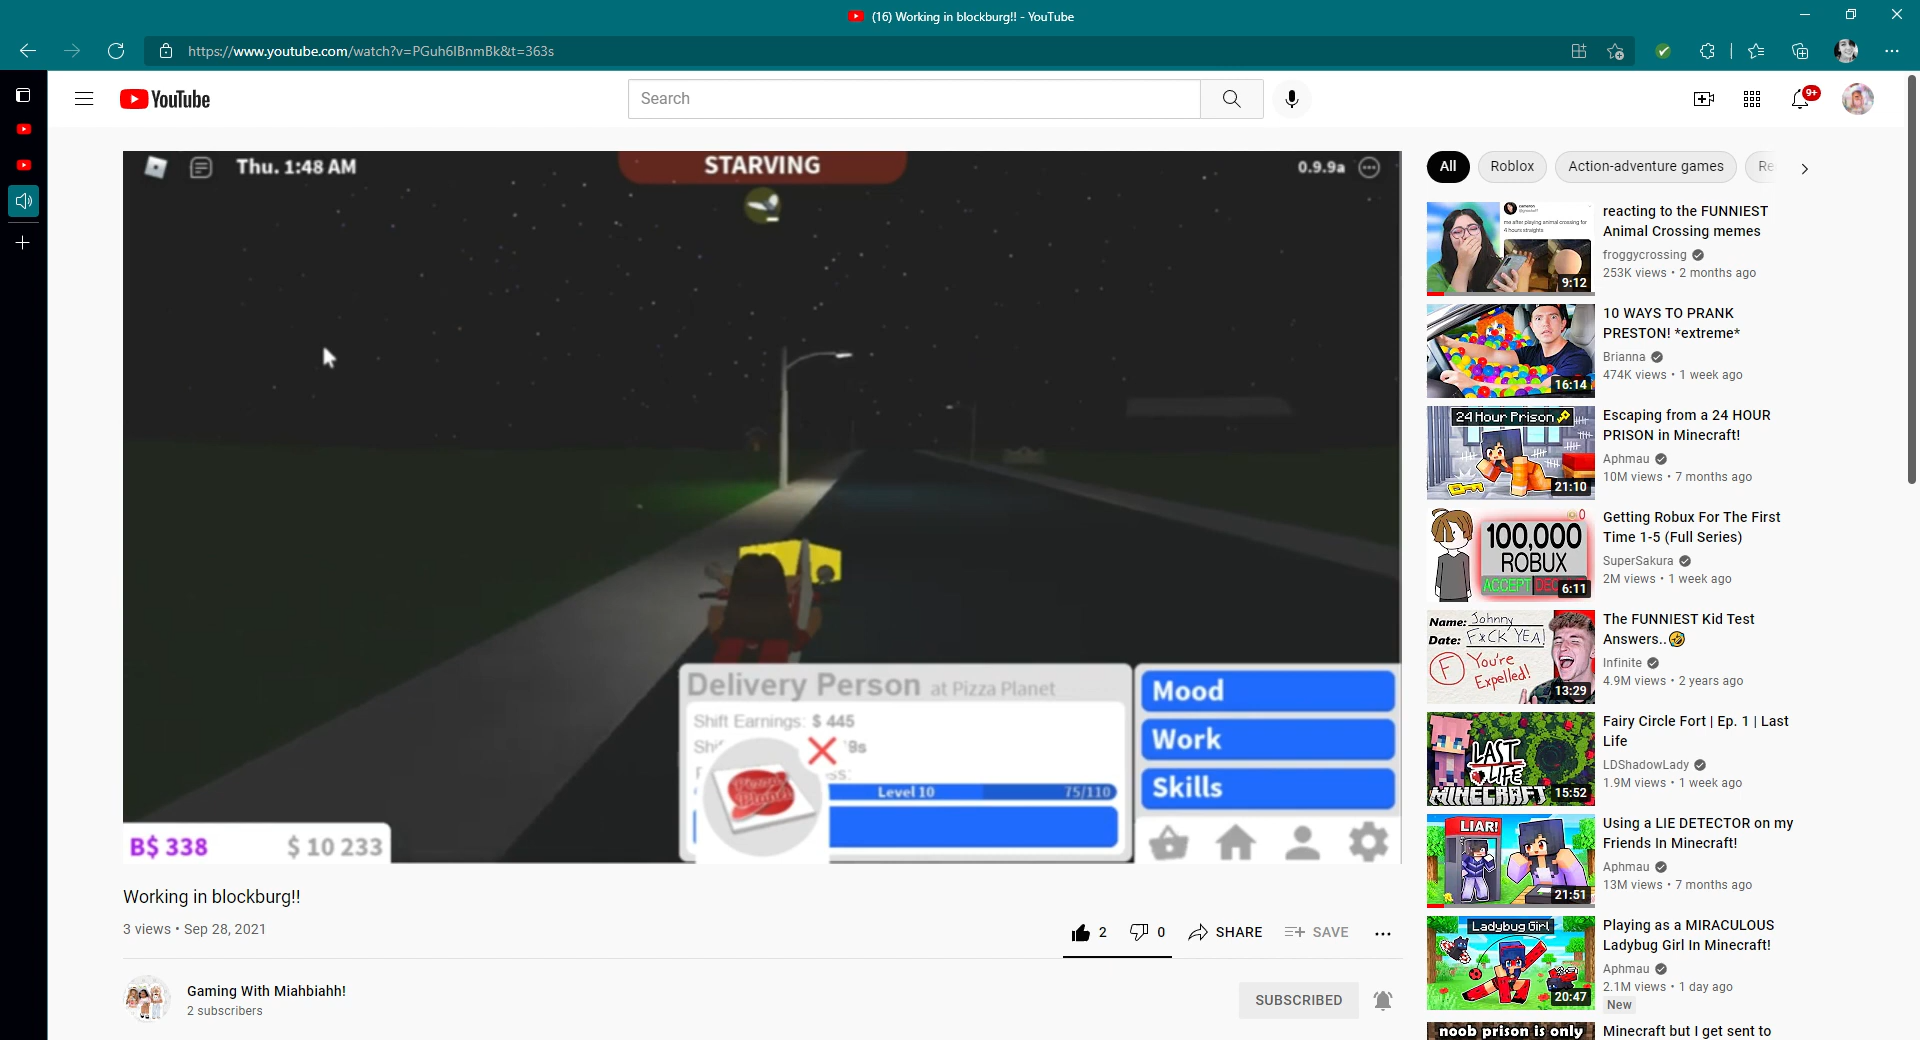 (16) Working in blockburg!! - YouTube
https://www.youtube.com/watch?v=PGuh6IBnmBk&t=363s
YouTube
Search
9+
Thu. 1:48 AM
STARVING
0.9.9a
Delivery Person at Pizza Planet
Shift Earnings: $ 445
9s
Level 10
75/110
Mood
Work
Skills
B$ 338
$ 10 233
Working in blockburg!!
3 views • Sep 28, 2021
2
0
SHARE
SAVE
Gaming With Miahbiahh!
2 subscribers
SUBSCRIBED
All
Roblox
Action-adventure games
Re
9:12
reacting to the FUNNIEST
Animal Crossing memes
froggycrossing
253K views • 2 months ago
16:14
10 WAYS TO PRANK
PRESTON! *extreme*
Brianna
474K views • 1 week ago
24 Hour Prison
21:10
Escaping from a 24 HOUR
PRISON in Minecraft!
Aphmau
10M views • 7 months ago
0
100,000
ROBUX
ACCEPT
6:11
Getting Robux For The First
Time 1-5 (Full Series)
SuperSakura
2M views • 1 week ago
Name: Johnny
Date: F*CK YEA!
F
You're
Expelled!
13:29
The FUNNIEST Kid Test
Answers..🤣
Infinite
4.9M views • 2 years ago
LAST
LIFE
MINECRAFT
15:52
Fairy Circle Fort | Ep. 1 | Last
Life
LDShadowLady
1.9M views • 1 week ago
LIAR!
21:51
Using a LIE DETECTOR on my
Friends In Minecraft!
Aphmau
13M views • 7 months ago
Ladybug Girl
20:47
Playing as a MIRACULOUS
Ladybug Girl In Minecraft!
Aphmau
2.1M views • 1 day ago
New
noob prison is only
Minecraft but I get sent to